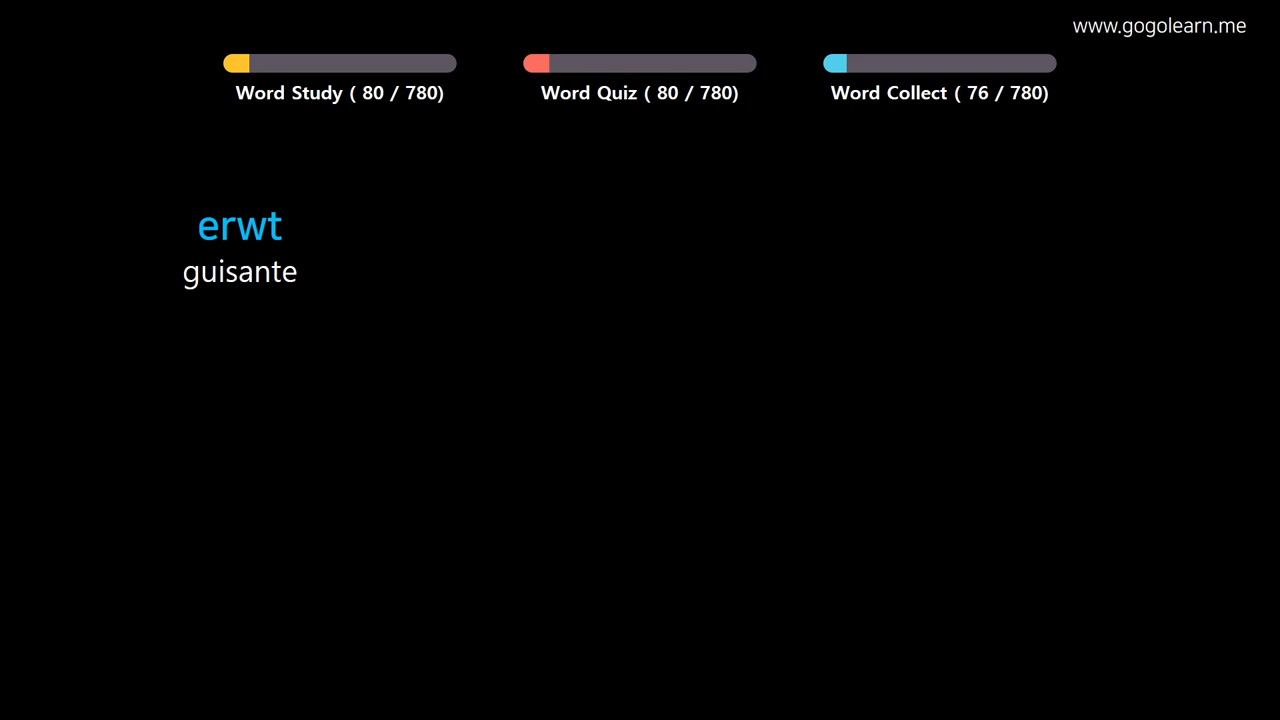 www.gogolearn.me
Word Study ( 80 / 780)
Word Quiz ( 80 / 780)
Word Collect ( 76 / 780)
erwt
guisante